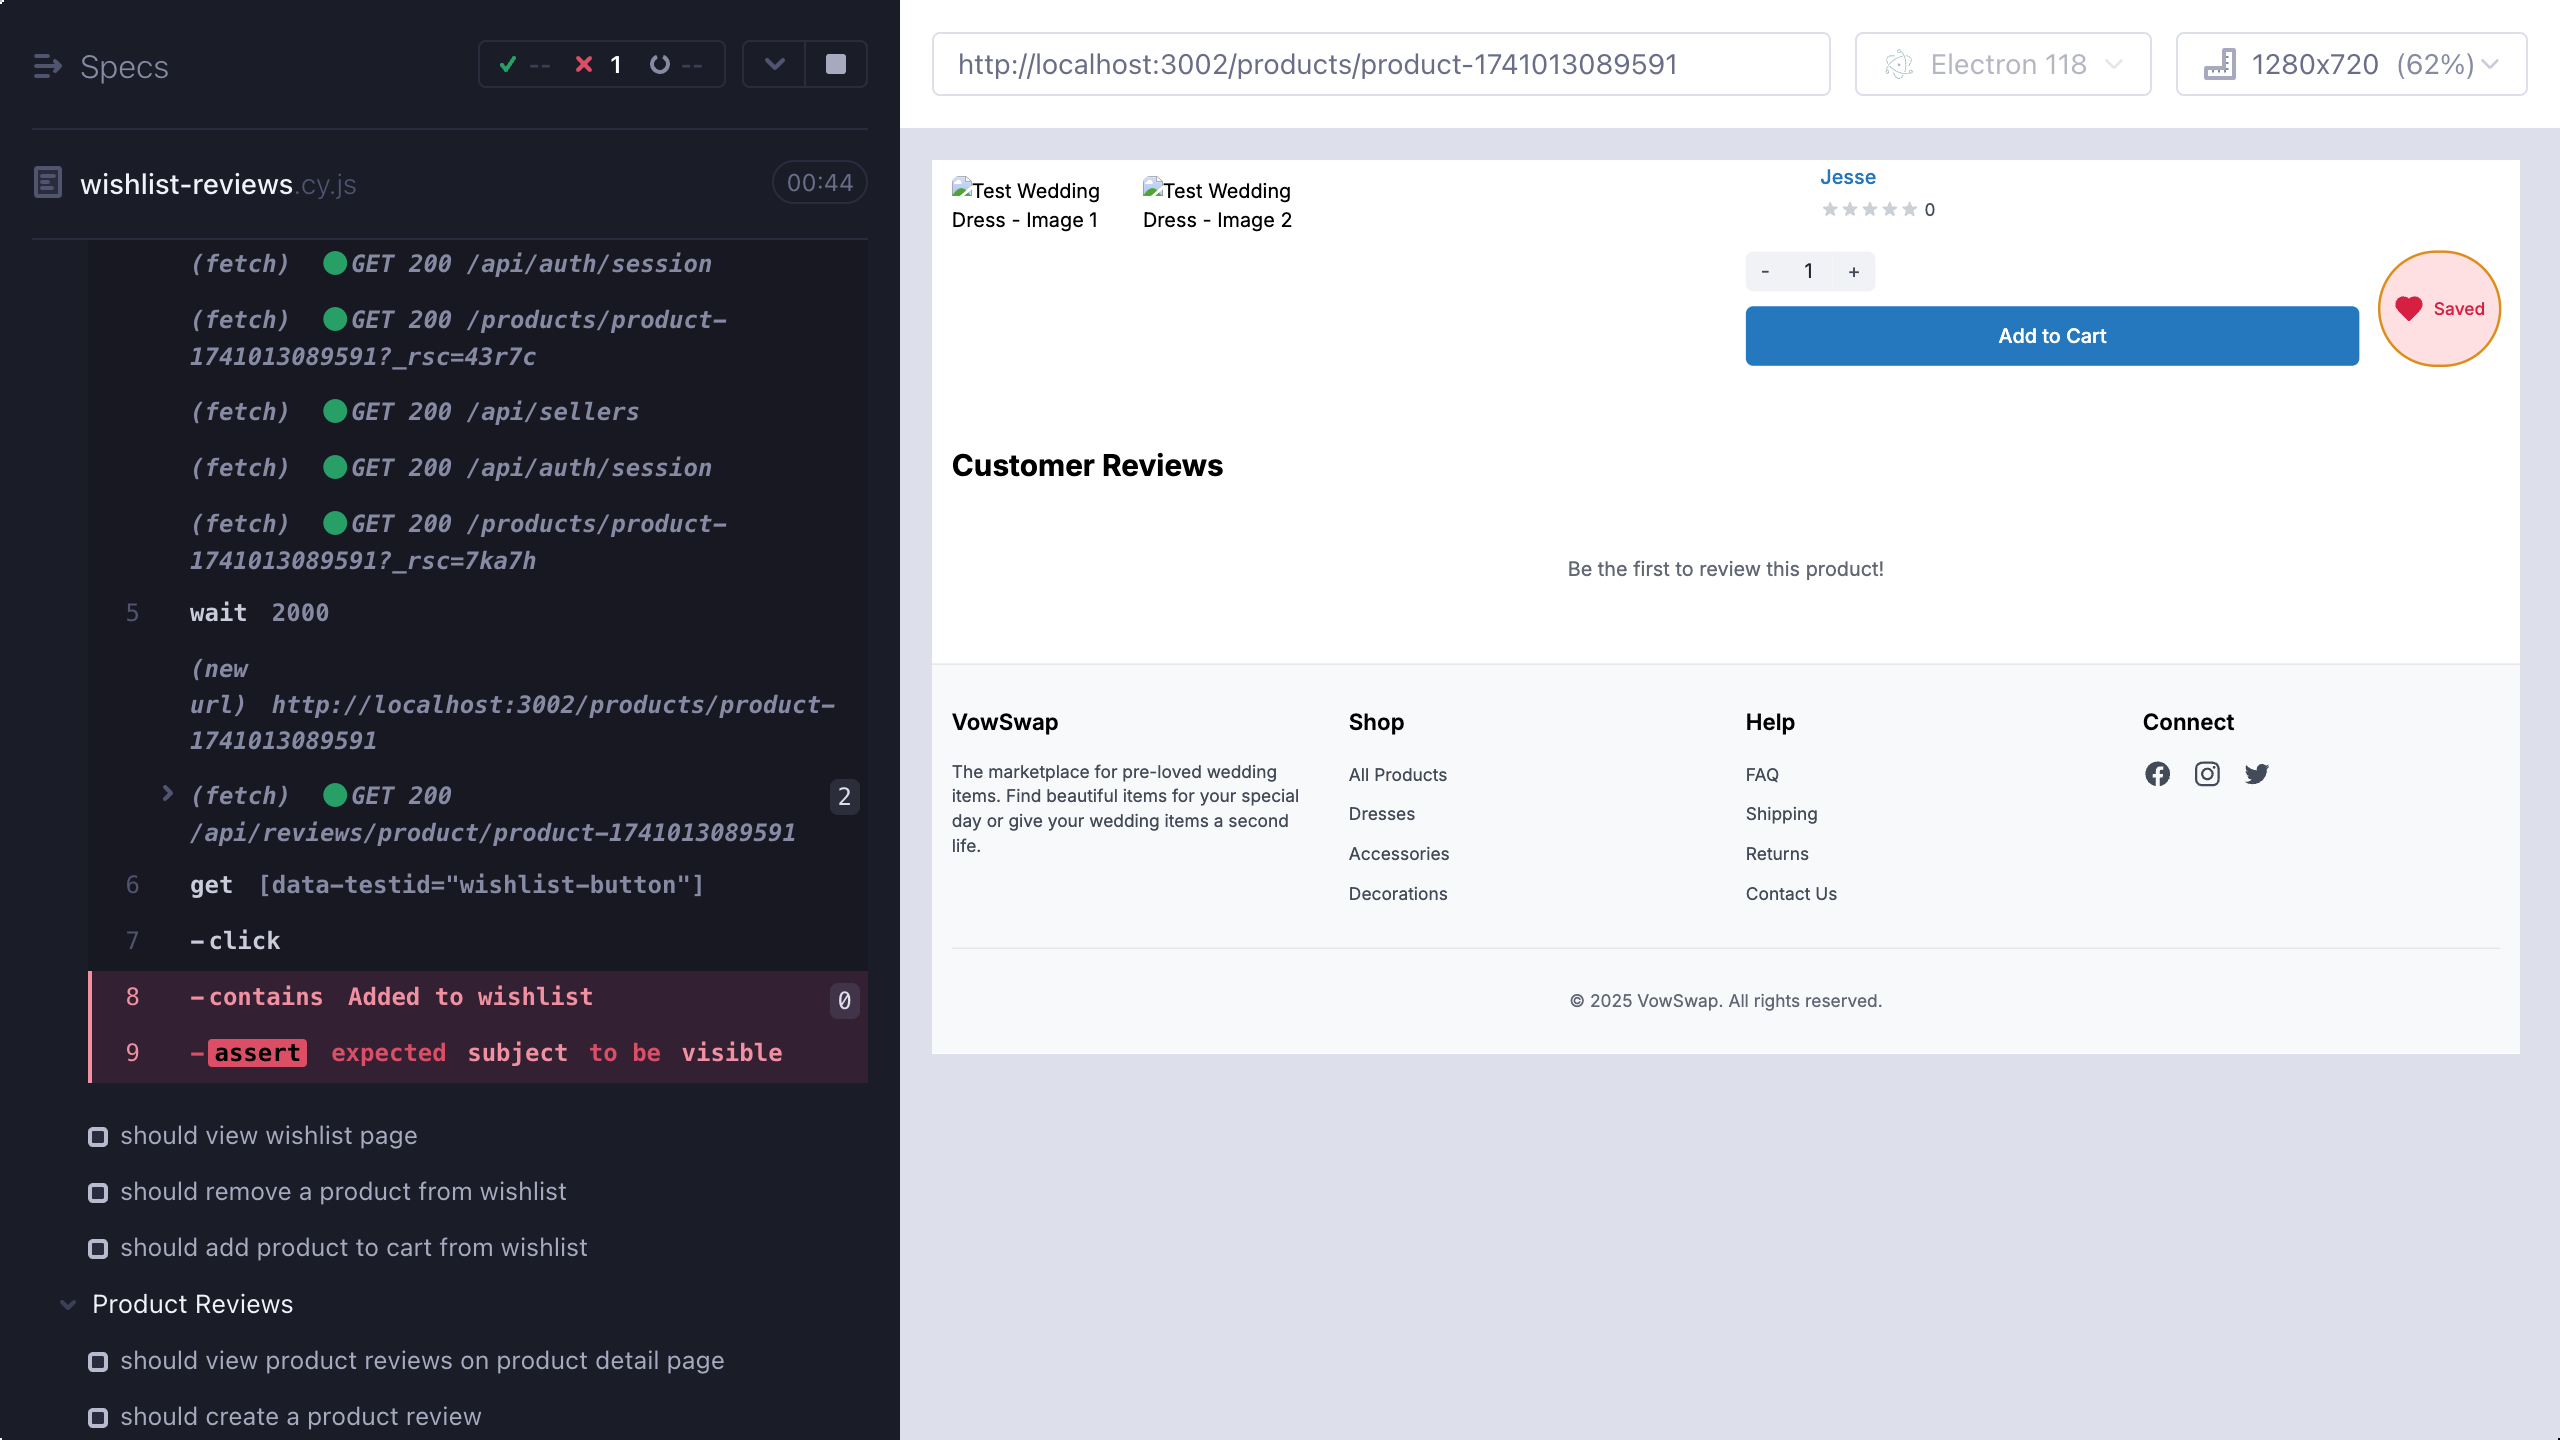 Specs
-- 1 --
wishlist-reviews.cy.js
00:44
(fetch) GET 200 /api/auth/session
(fetch) GET 200 /products/product-
1741013089591?_rsc=43r7c
(fetch) GET 200 /api/sellers
(fetch) GET 200 /api/auth/session
(fetch) GET 200 /products/product-
1741013089591?_rsc=7ka7h
5 wait 2000
(new
url) http://localhost:3002/products/product-
1741013089591
(fetch) GET 200 2
/api/reviews/product/product-1741013089591
6 get [data-testid="wishlist-button"]
7 -click
8 -contains Added to wishlist 0
9 -assert expected subject to be visible
should view wishlist page
should remove a product from wishlist
should add product to cart from wishlist
Product Reviews
should view product reviews on product detail page
should create a product review
http://localhost:3002/products/product-1741013089591
Electron 118
1280x720 (62%)
Test Wedding
Dress - Image 1
Test Wedding
Dress - Image 2
Jesse
0
- 1 +
Add to Cart
Saved
Customer Reviews
Be the first to review this product!
VowSwap
The marketplace for pre-loved wedding
items. Find beautiful items for your special
day or give your wedding items a second
life.
Shop
All Products
Dresses
Accessories
Decorations
Help
FAQ
Shipping
Returns
Contact Us
Connect
© 2025 VowSwap. All rights reserved.